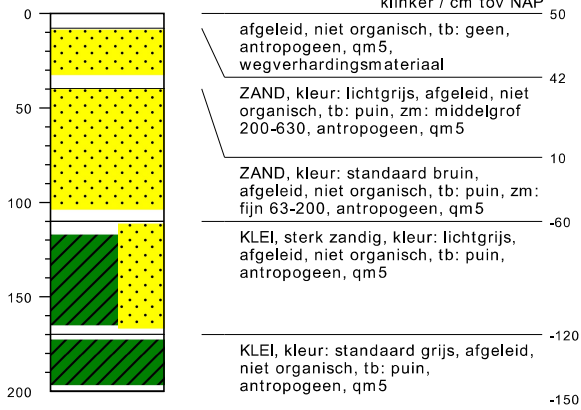 klinker / cm tov NAP
0
50
afgeleid, niet organisch, tb: geen,
antropogeen, qm5,
wegverhardingsmateriaal
42
ZAND, kleur: lichtgrijs, afgeleid, niet
organisch, tb: puin, zm: middelgrof
200-630, antropogeen, qm5
50
10
ZAND, kleur: standaard bruin,
afgeleid, niet organisch, tb: puin, zm:
fijn 63-200, antropogeen, qm5
100
-60
KLEI, sterk zandig, kleur: lichtgrijs,
afgeleid, niet organisch, tb: puin,
antropogeen, qm5
150
-120
KLEI, kleur: standaard grijs, afgeleid,
niet organisch, tb: puin,
antropogeen, qm5
200
-150